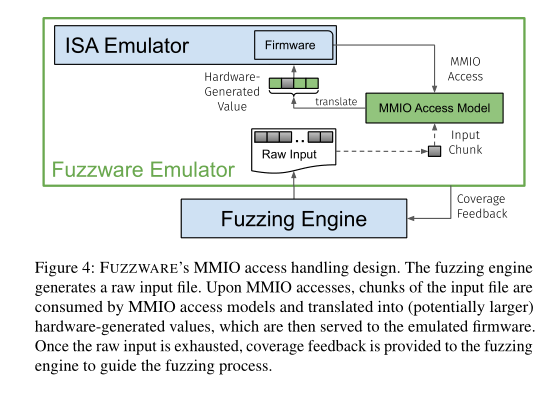 ISA Emulator
Firmware
Hardware-
Generated
Value
translate
MMIO
Access
MMIO Access Model
Raw Input
Input
Chunk
Fuzzware Emulator
Fuzzing Engine
Coverage
Feedback
Figure 4: FUZZWARE's MMIO access handling design. The fuzzing engine
generates a raw input file. Upon MMIO accesses, chunks of the input file are
consumed by MMIO access models and translated into (potentially larger)
hardware-generated values, which are then served to the emulated firmware.
Once the raw input is exhausted, coverage feedback is provided to the fuzzing
engine to guide the fuzzing process.